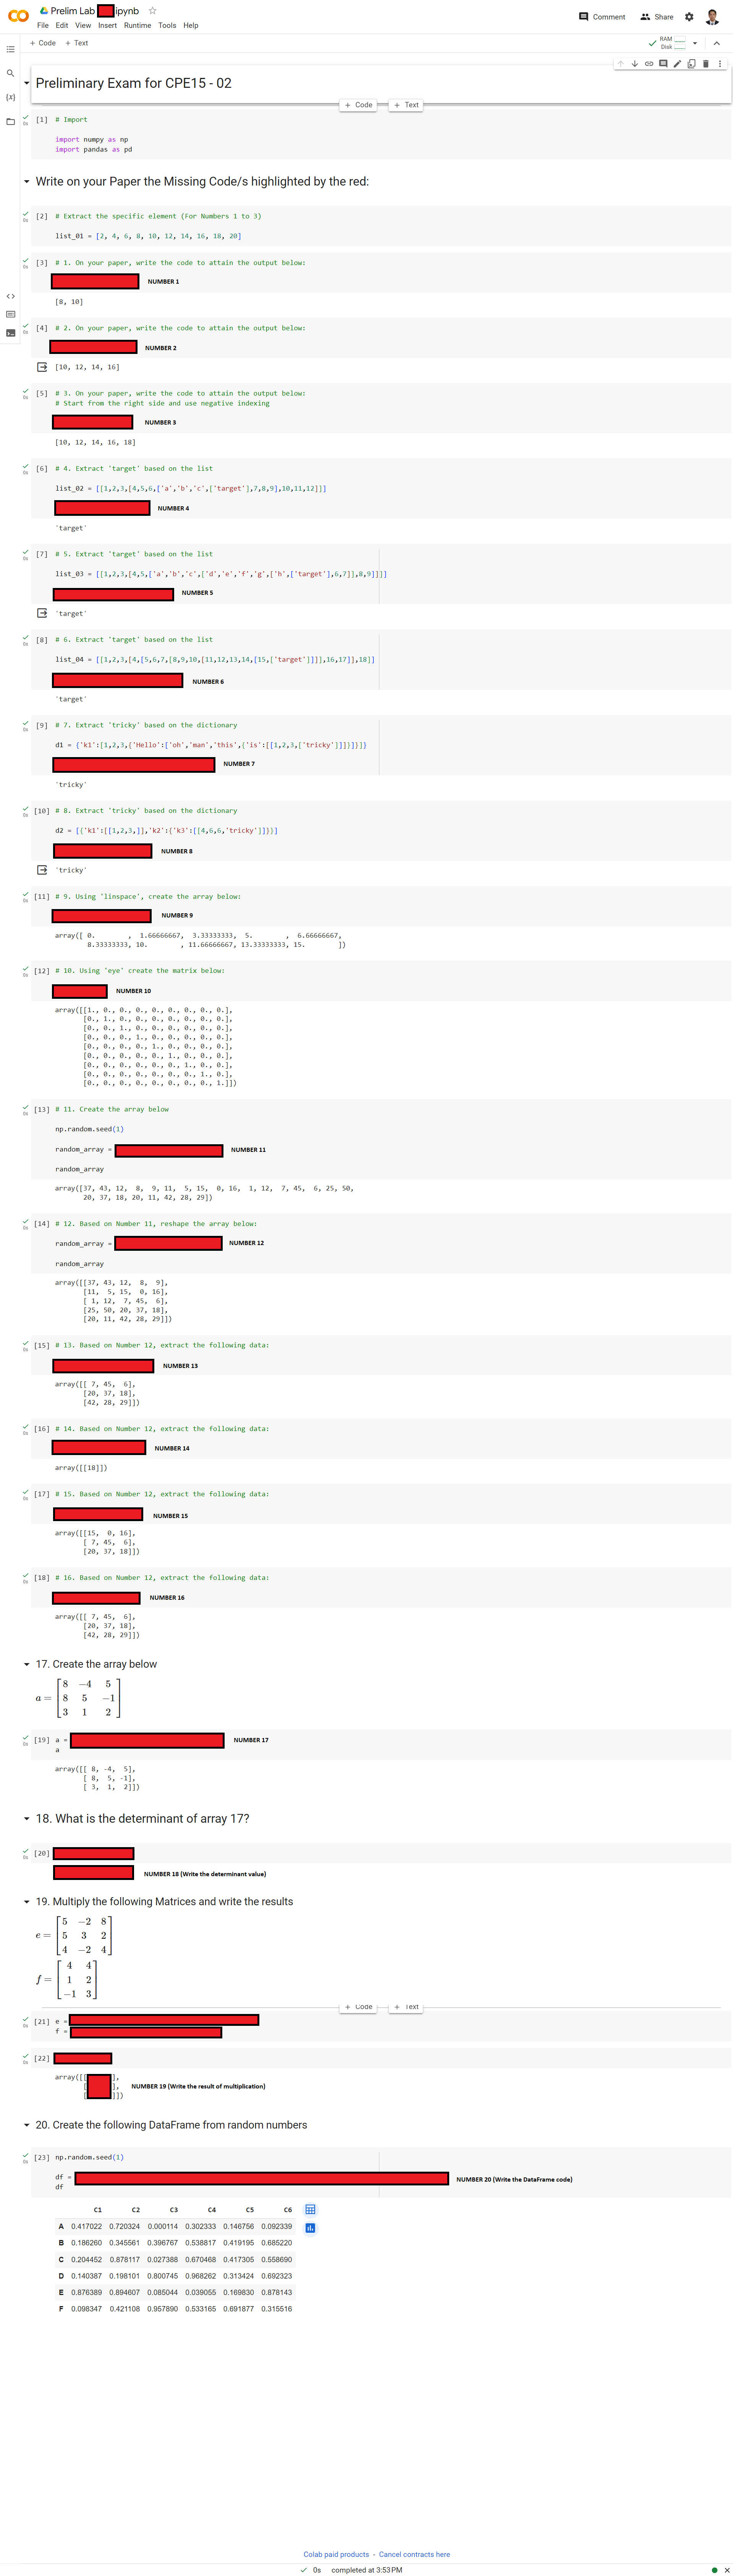 Prelim Lab ipynb
File Edit View Insert Runtime Tools Help
Comment Share
+ Code + Text
RAM
Disk
Preliminary Exam for CPE15 - 02
+ Code + Text
[1] # Import
0s
import numpy as np
import pandas as pd
Write on your Paper the Missing Code/s highlighted by the red:
[2] # Extract the specific element (For Numbers 1 to 3)
0s
list_01 = [2, 4, 6, 8, 10, 12, 14, 16, 18, 20]
[3] # 1. On your paper, write the code to attain the output below:
0s
NUMBER 1
[8, 10]
[4] # 2. On your paper, write the code to attain the output below:
0s
NUMBER 2
[10, 12, 14, 16]
[5] # 3. On your paper, write the code to attain the output below:
0s
# Start from the right side and use negative indexing
NUMBER 3
[10, 12, 14, 16, 18]
[6] # 4. Extract 'target' based on the list
0s
list_02 = [[1,2,3,[4,5,6,['a','b','c',['target'],7,8,9],10,11,12]]]
NUMBER 4
'target'
[7] # 5. Extract 'target' based on the list
0s
list_03 = [[1,2,3,[4,5,['a','b','c',['d','e','f','g',['h',['target'],6,7]],8,9]]]]
NUMBER 5
'target'
[8] # 6. Extract 'target' based on the list
0s
list_04 = [[1,2,3,[4,[5,6,7,[8,9,10,[11,12,13,14,[15,['target']]]],16,17]],18]]
NUMBER 6
'target'
[9] # 7. Extract 'tricky' based on the dictionary
0s
d1 = {'k1':[1,2,3,{'Hello':['oh','man','this',{'is':[[1,2,3,['tricky']]]}]}]}
NUMBER 7
'tricky'
[10] # 8. Extract 'tricky' based on the dictionary
0s
d2 = [{'k1':[[1,2,3,]],'k2':{'k3':[[4,6,6,'tricky']]}}]
NUMBER 8
'tricky'
[11] # 9. Using 'linspace', create the array below:
0s
NUMBER 9
array([ 0.        ,  1.66666667,  3.33333333,  5.        ,  6.66666667,
8.33333333, 10.        , 11.66666667, 13.33333333, 15.        ])
[12] # 10. Using 'eye' create the matrix below:
0s
NUMBER 10
array([[1., 0., 0., 0., 0., 0., 0., 0., 0.],
[0., 1., 0., 0., 0., 0., 0., 0., 0.],
[0., 0., 1., 0., 0., 0., 0., 0., 0.],
[0., 0., 0., 1., 0., 0., 0., 0., 0.],
[0., 0., 0., 0., 1., 0., 0., 0., 0.],
[0., 0., 0., 0., 0., 1., 0., 0., 0.],
[0., 0., 0., 0., 0., 0., 1., 0., 0.],
[0., 0., 0., 0., 0., 0., 0., 1., 0.],
[0., 0., 0., 0., 0., 0., 0., 0., 1.]])
[13] # 11. Create the array below
0s
np.random.seed(1)
random_array = NUMBER 11
random_array
array([37, 43, 12,  8,  9, 11,  5, 15,  0, 16,  1, 12,  7, 45,  6, 25, 50,
20, 37, 18, 20, 11, 42, 28, 29])
[14] # 12. Based on Number 11, reshape the array below:
0s
random_array = NUMBER 12
random_array
array([[37, 43, 12,  8,  9],
[11,  5, 15,  0, 16],
[ 1, 12,  7, 45,  6],
[25, 50, 20, 37, 18],
[20, 11, 42, 28, 29]])
[15] # 13. Based on Number 12, extract the following data:
0s
NUMBER 13
array([[ 7, 45,  6],
[20, 37, 18],
[42, 28, 29]])
[16] # 14. Based on Number 12, extract the following data:
0s
NUMBER 14
array([[18]])
[17] # 15. Based on Number 12, extract the following data:
0s
NUMBER 15
array([[15,  0, 16],
[ 7, 45,  6],
[20, 37, 18]])
[18] # 16. Based on Number 12, extract the following data:
0s
NUMBER 16
array([[ 7, 45,  6],
[20, 37, 18],
[42, 28, 29]])
17. Create the array below
8 −4 5
a = 8 5 −1
3 1 2
[19] a = NUMBER 17
0s
a
array([[ 8, -4,  5],
[ 8,  5, -1],
[ 3,  1,  2]])
18. What is the determinant of array 17?
[20]
0s
NUMBER 18 (Write the determinant value)
19. Multiply the following Matrices and write the results
5 −2 8
e = 5 3 2
4 −2 4
4 4
f = 1 2
−1 3
+ Code + Text
[21] e =
0s
f =
[22]
0s
array([[ ],
[ ], NUMBER 19 (Write the result of multiplication)
[ ]])
20. Create the following DataFrame from random numbers
[23] np.random.seed(1)
0s
df = NUMBER 20 (Write the DataFrame code)
df
C1 C2 C3 C4 C5 C6
A 0.417022 0.720324 0.000114 0.302333 0.146756 0.092339
B 0.186260 0.345561 0.396767 0.538817 0.419195 0.685220
C 0.204452 0.878117 0.027388 0.670468 0.417305 0.558690
D 0.140387 0.198101 0.800745 0.968262 0.313424 0.692323
E 0.876389 0.894607 0.085044 0.039055 0.169830 0.878143
F 0.098347 0.421108 0.957890 0.533165 0.691877 0.315516
Colab paid products - Cancel contracts here
0s completed at 3:53 PM